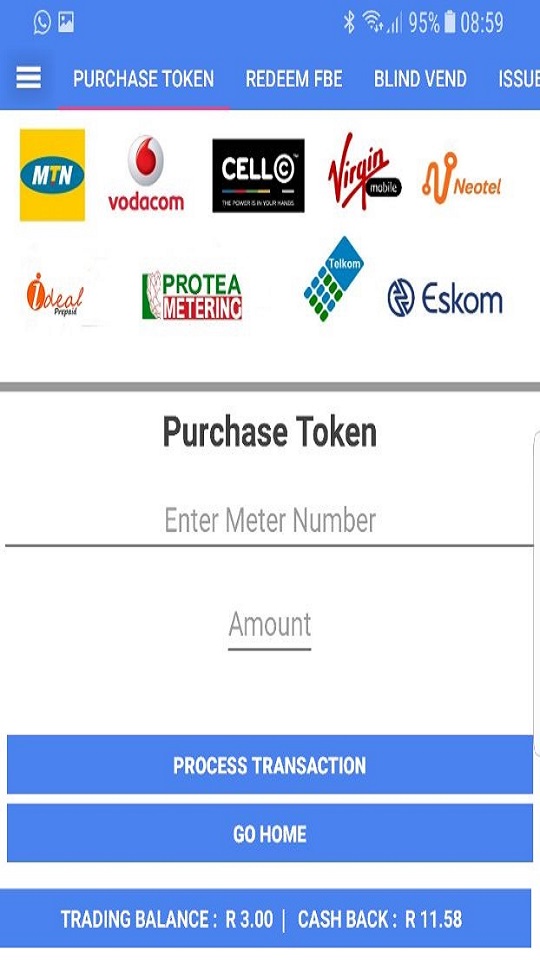 95% 08:59
PURCHASE TOKEN REDEEM FBE BLIND VEND ISSUE
MTN vodacom CELLC Virgin mobile Neotel
THE POWER IS IN YOUR HANDS
ideal Prepaid PROTEA METERING Telkom Eskom
Purchase Token
Enter Meter Number
Amount
PROCESS TRANSACTION
GO HOME
TRADING BALANCE : R 3.00 | CASH BACK : R 11.58